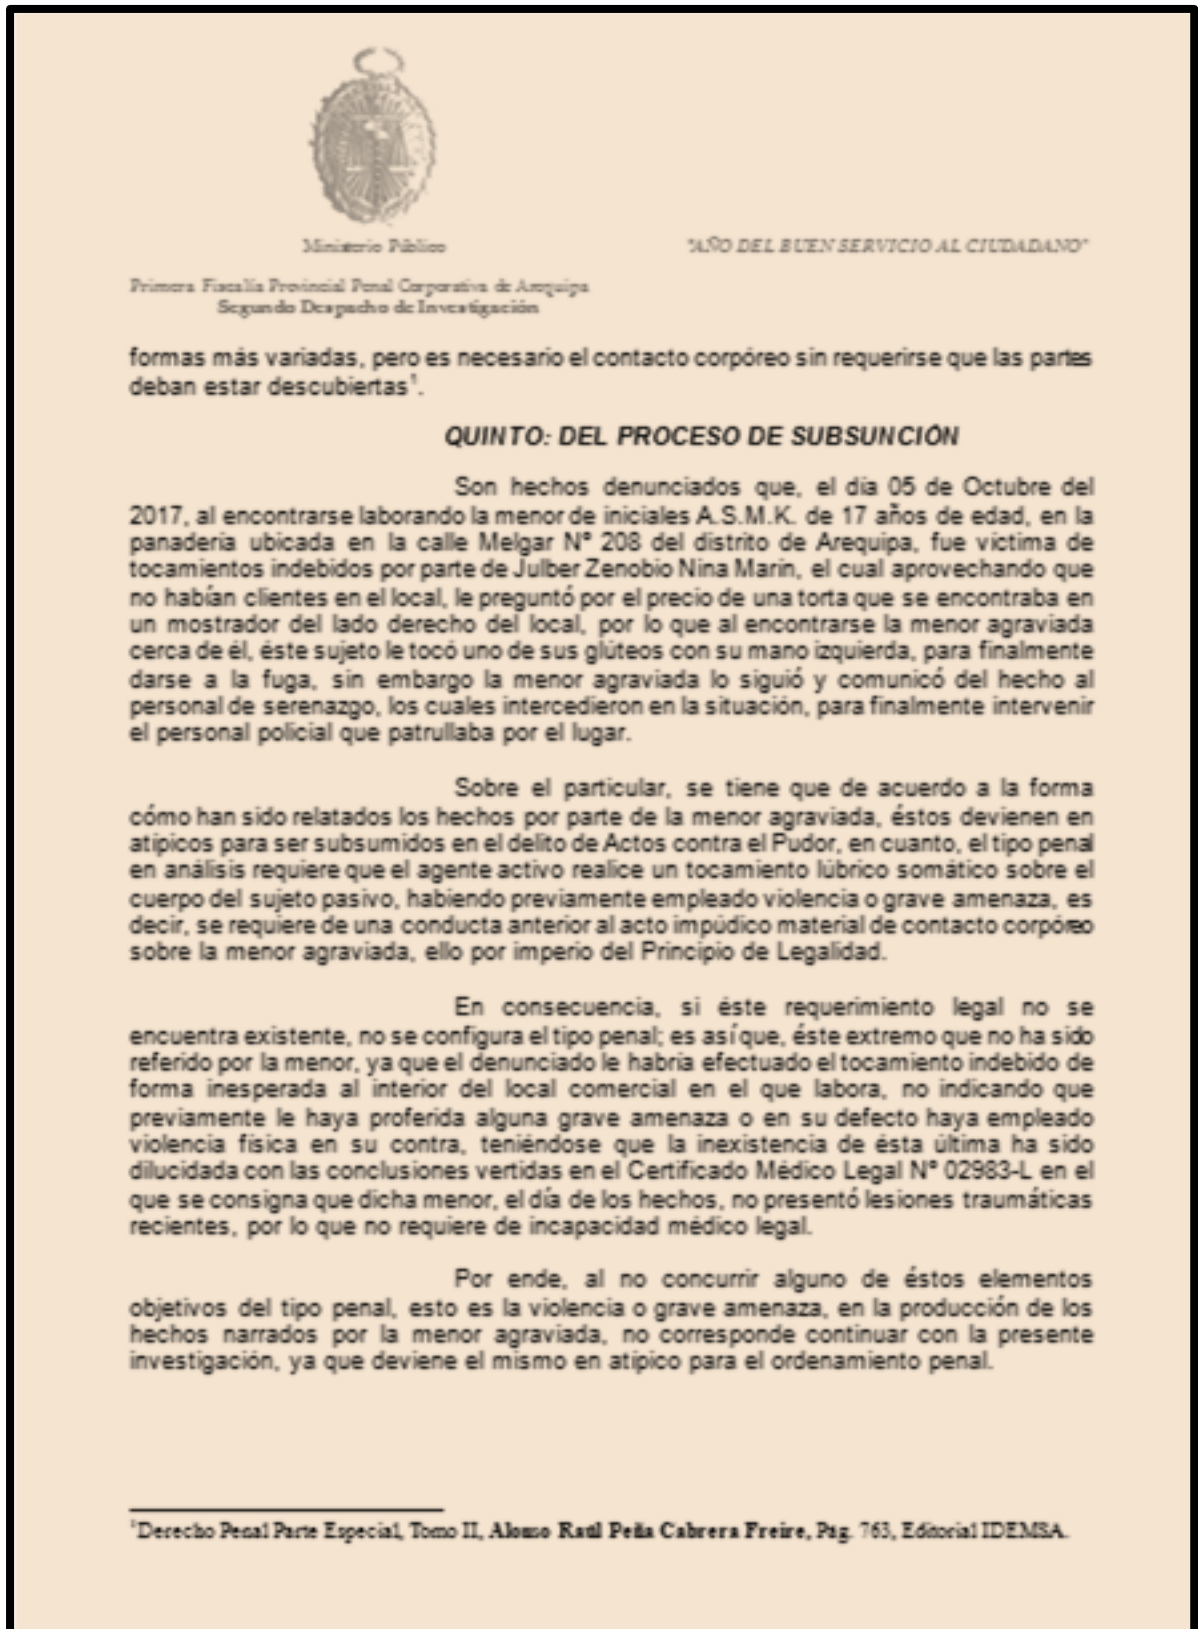 Ministerio Público
"AÑO DEL BUEN SERVICIO AL CIUDADANO"
Primera Fiscalía Provincial Penal Corporativa de Arequipa
Segundo Despacho de Investigación
formas más variadas, pero es necesario el contacto corpóreo sin requerirse que las partes
deban estar descubiertas¹.
QUINTO: DEL PROCESO DE SUBSUNCIÓN
Son hechos denunciados que, el día 05 de Octubre del
2017, al encontrarse laborando la menor de iniciales A.S.M.K. de 17 años de edad, en la
panadería ubicada en la calle Melgar N° 208 del distrito de Arequipa, fue víctima de
tocamientos indebidos por parte de Julber Zenobio Nina Marin, el cual aprovechando que
no habían clientes en el local, le preguntó por el precio de una torta que se encontraba en
un mostrador del lado derecho del local, por lo que al encontrarse la menor agraviada
cerca de él, éste sujeto le tocó uno de sus glúteos con su mano izquierda, para finalmente
darse a la fuga, sin embargo la menor agraviada lo siguió y comunicó del hecho al
personal de serenazgo, los cuales intercedieron en la situación, para finalmente intervenir
el personal policial que patrullaba por el lugar.
Sobre el particular, se tiene que de acuerdo a la forma
cómo han sido relatados los hechos por parte de la menor agraviada, éstos devienen en
atípicos para ser subsumidos en el delito de Actos contra el Pudor, en cuanto, el tipo penal
en análisis requiere que el agente activo realice un tocamiento lúbrico somático sobre el
cuerpo del sujeto pasivo, habiendo previamente empleado violencia o grave amenaza, es
decir, se requiere de una conducta anterior al acto impúdico material de contacto corpóreo
sobre la menor agraviada, ello por imperio del Principio de Legalidad.
En consecuencia, si éste requerimiento legal no se
encuentra existente, no se configura el tipo penal; es así que, éste extremo que no ha sido
referido por la menor, ya que el denunciado le habría efectuado el tocamiento indebido de
forma inesperada al interior del local comercial en el que labora, no indicando que
previamente le haya proferida alguna grave amenaza o en su defecto haya empleado
violencia física en su contra, teniéndose que la inexistencia de ésta última ha sido
dilucidada con las conclusiones vertidas en el Certificado Médico Legal N° 02983-L en el
que se consigna que dicha menor, el día de los hechos, no presentó lesiones traumáticas
recientes, por lo que no requiere de incapacidad médico legal.
Por ende, al no concurrir alguno de éstos elementos
objetivos del tipo penal, esto es la violencia o grave amenaza, en la producción de los
hechos narrados por la menor agraviada, no corresponde continuar con la presente
investigación, ya que deviene el mismo en atípico para el ordenamiento penal.
¹Derecho Penal Parte Especial, Tomo II, Alonso Raúl Peña Cabrera Freire, Pág. 763, Editorial IDEMSA.